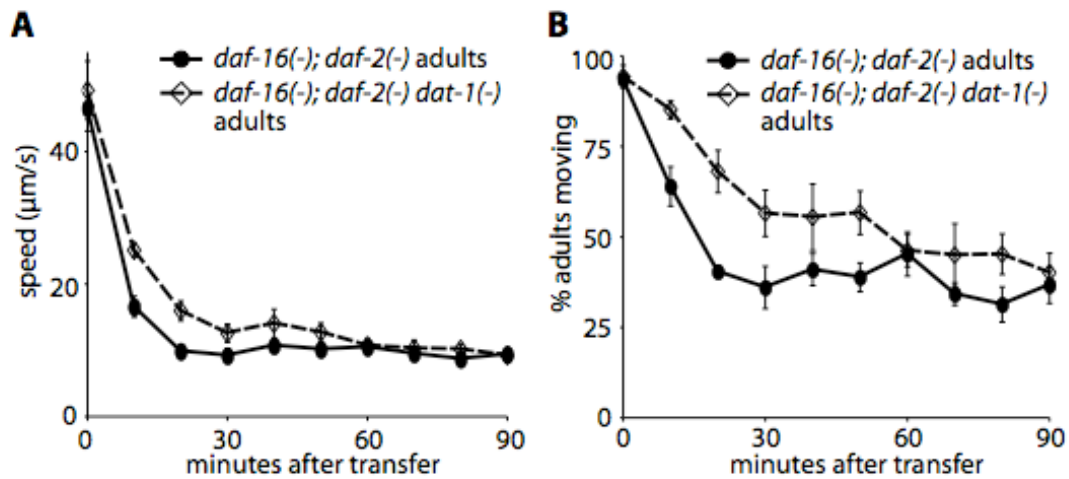 A
daf-16(-); daf-2(-) adults
daf-16(-); daf-2(-) dat-1(-)
adults
speed (μm/s)
40
20
0
0
30
60
90
minutes after transfer
B
daf-16(-); daf-2(-) adults
daf-16(-); daf-2(-) dat-1(-)
adults
% adults moving
100
75
50
25
0
0
30
60
90
minutes after transfer